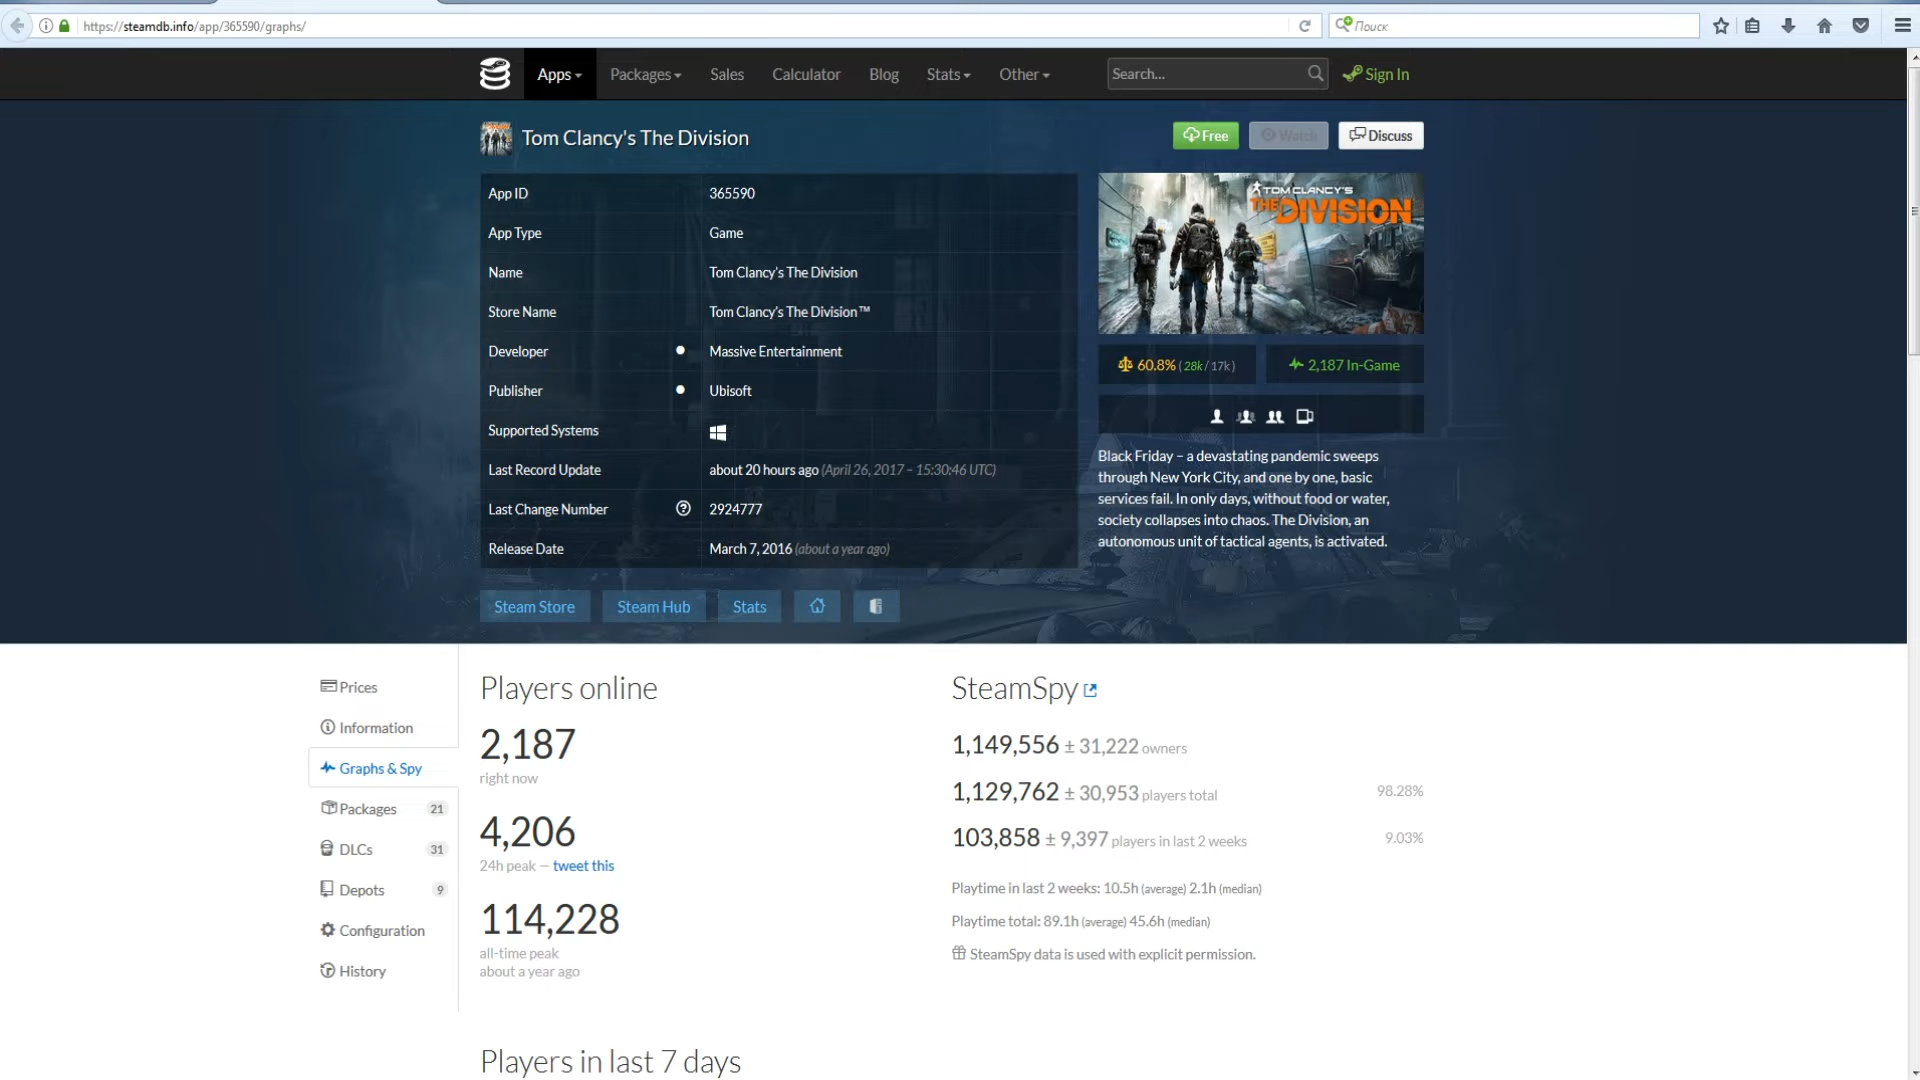 https://steamdb.info/app/365590/graphs/
Поиск
Apps
Packages
Sales
Calculator
Blog
Stats
Other
Search...
Sign In
Tom Clancy's The Division
Free
Watch
Discuss
App ID 365590
App Type Game
Name Tom Clancy's The Division
Store Name Tom Clancy's The Division™
Developer Massive Entertainment
Publisher Ubisoft
Supported Systems
Last Record Update about 20 hours ago (April 26, 2017 – 15:30:46 UTC)
Last Change Number 2924777
Release Date March 7, 2016 (about a year ago)
TOM CLANCY'S
THE DIVISION
60.8% (28k/17k)
2,187 In-Game
Black Friday – a devastating pandemic sweeps
through New York City, and one by one, basic
services fail. In only days, without food or water,
society collapses into chaos. The Division, an
autonomous unit of tactical agents, is activated.
Steam Store
Steam Hub
Stats
Prices
Information
Graphs & Spy
Packages 21
DLCs 31
Depots 9
Configuration
History
Players online
2,187
right now
4,206
24h peak — tweet this
114,228
all-time peak
about a year ago
SteamSpy
1,149,556 ± 31,222 owners
1,129,762 ± 30,953 players total 98.28%
103,858 ± 9,397 players in last 2 weeks 9.03%
Playtime in last 2 weeks: 10.5h (average) 2.1h (median)
Playtime total: 89.1h (average) 45.6h (median)
SteamSpy data is used with explicit permission.
Players in last 7 days